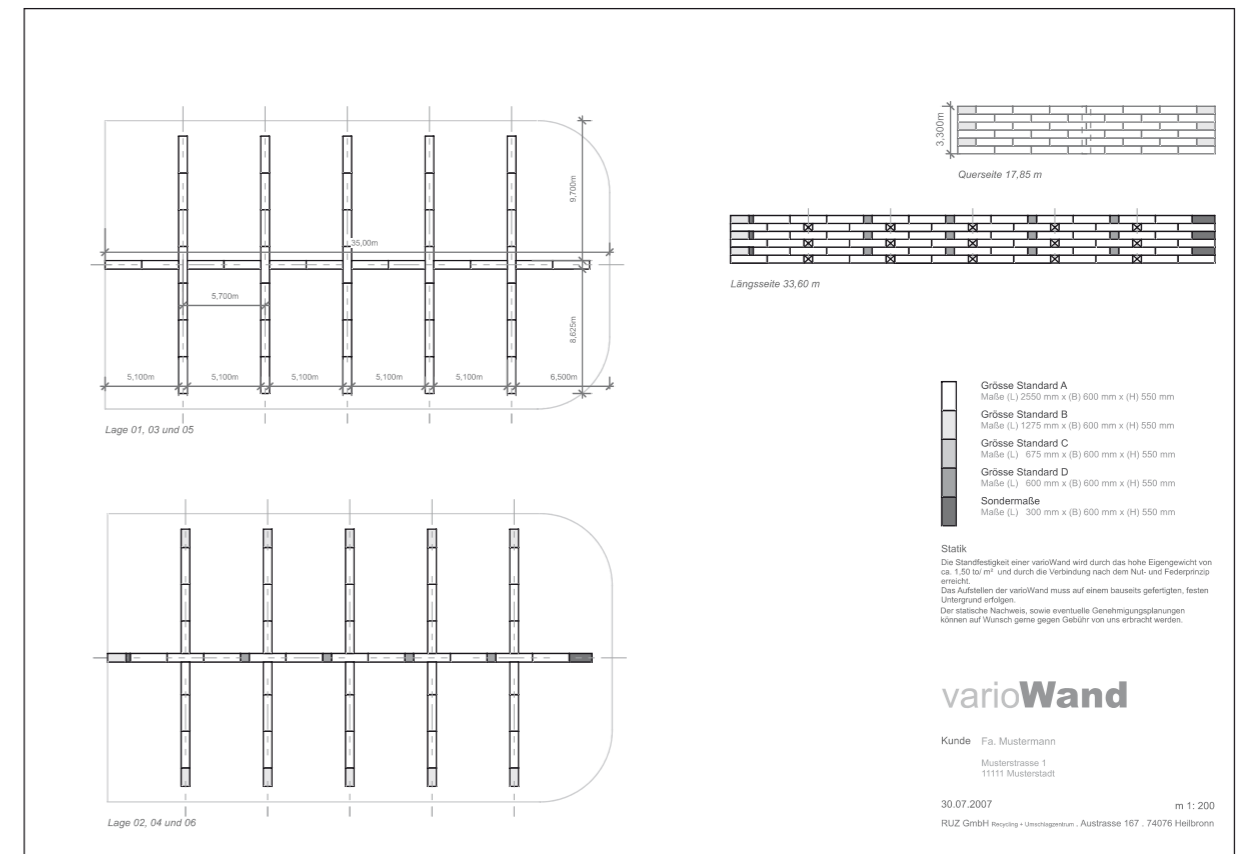 9,700m
35,00m
5,700m
8,625m
5,100m 5,100m 5,100m 5,100m 5,100m 6,500m
Lage 01, 03 und 05
Lage 02, 04 und 06
3,300m
Querseite 17,85 m
Längsseite 33,60 m
Grösse Standard A
Maße (L) 2550 mm x (B) 600 mm x (H) 550 mm
Grösse Standard B
Maße (L) 1275 mm x (B) 600 mm x (H) 550 mm
Grösse Standard C
Maße (L) 675 mm x (B) 600 mm x (H) 550 mm
Grösse Standard D
Maße (L) 600 mm x (B) 600 mm x (H) 550 mm
Sondermaße
Maße (L) 300 mm x (B) 600 mm x (H) 550 mm
Statik
Die Standfestigkeit einer varioWand wird durch das hohe Eigengewicht von
ca. 1,50 to/ m² und durch die Verbindung nach dem Nut- und Federprinzip
erreicht.
Das Aufstellen der varioWand muss auf einem bauseits gefertigten, festen
Untergrund erfolgen.
Der statische Nachweis, sowie eventuelle Genehmigungsplanungen
können auf Wunsch gerne gegen Gebühr von uns erbracht werden.
varioWand
Kunde Fa. Mustermann
Musterstrasse 1
11111 Musterstadt
30.07.2007 m 1: 200
RUZ GmbH Recycling + Umschlagzentrum . Austrasse 167 . 74076 Heilbronn